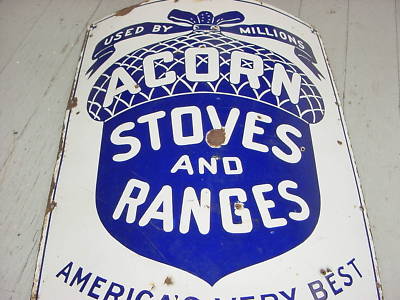 USED BY MILLIONS
ACORN
STOVES
AND
RANGES
AMERICA'S VERY BEST